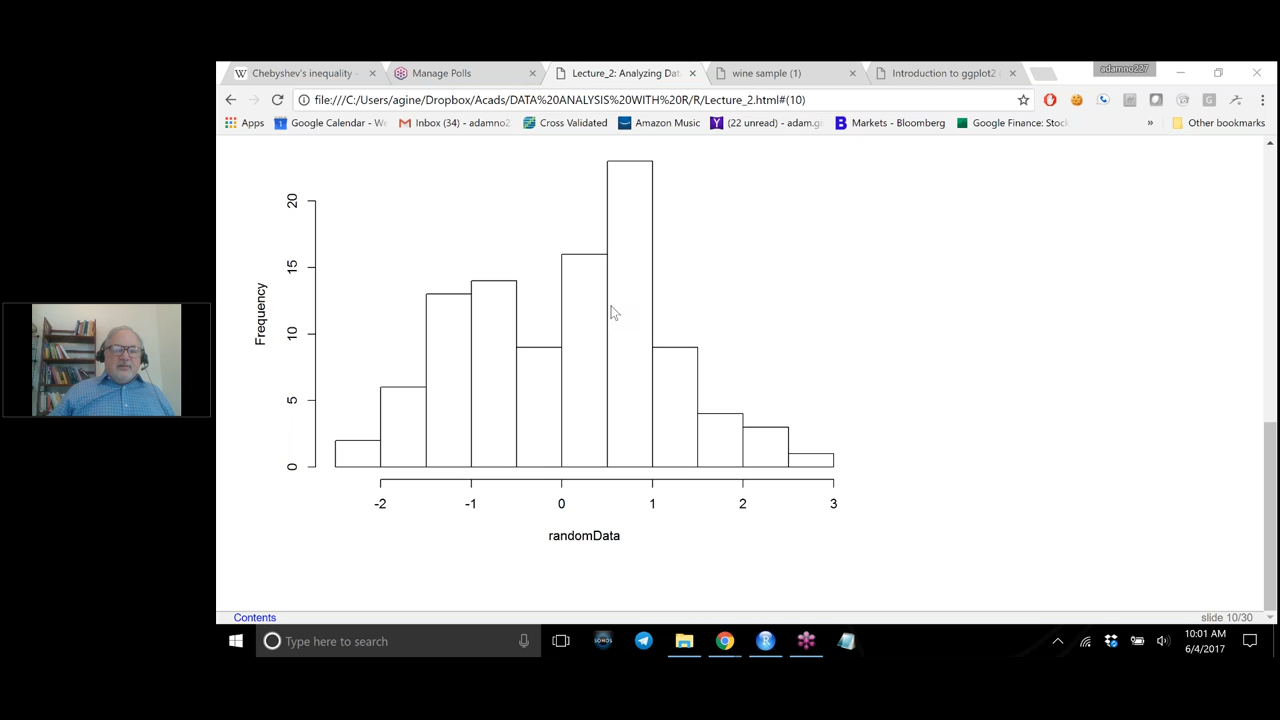 Chebyshev's inequality -
Manage Polls
Lecture_2: Analyzing Dat
wine sample (1)
Introduction to ggplot2 (
adamno227
file:///C:/Users/agine/Dropbox/Acads/DATA%20ANALYSIS%20WITH%20R/R/Lecture_2.html#(10)
Apps
Google Calendar - We
Inbox (34) - adamno2
Cross Validated
Amazon Music
(22 unread) - adam.g
Markets - Bloomberg
Google Finance: Stock
»
Other bookmarks
20
15
10
5
0
Frequency
-2 -1 0 1 2 3
randomData
Contents
slide 10/30
Type here to search
SONOS
10:01 AM
6/4/2017